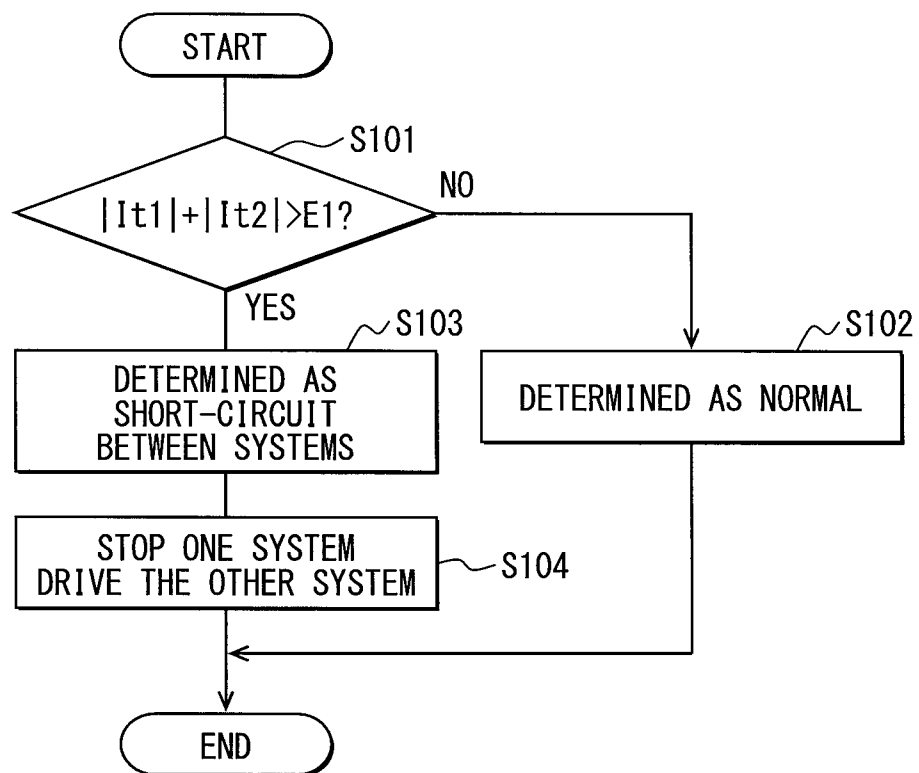 START
S101
|It1|+|It2|>E1?
NO
YES
S103
DETERMINED AS
SHORT-CIRCUIT
BETWEEN SYSTEMS
S102
DETERMINED AS NORMAL
STOP ONE SYSTEM
DRIVE THE OTHER SYSTEM
S104
END